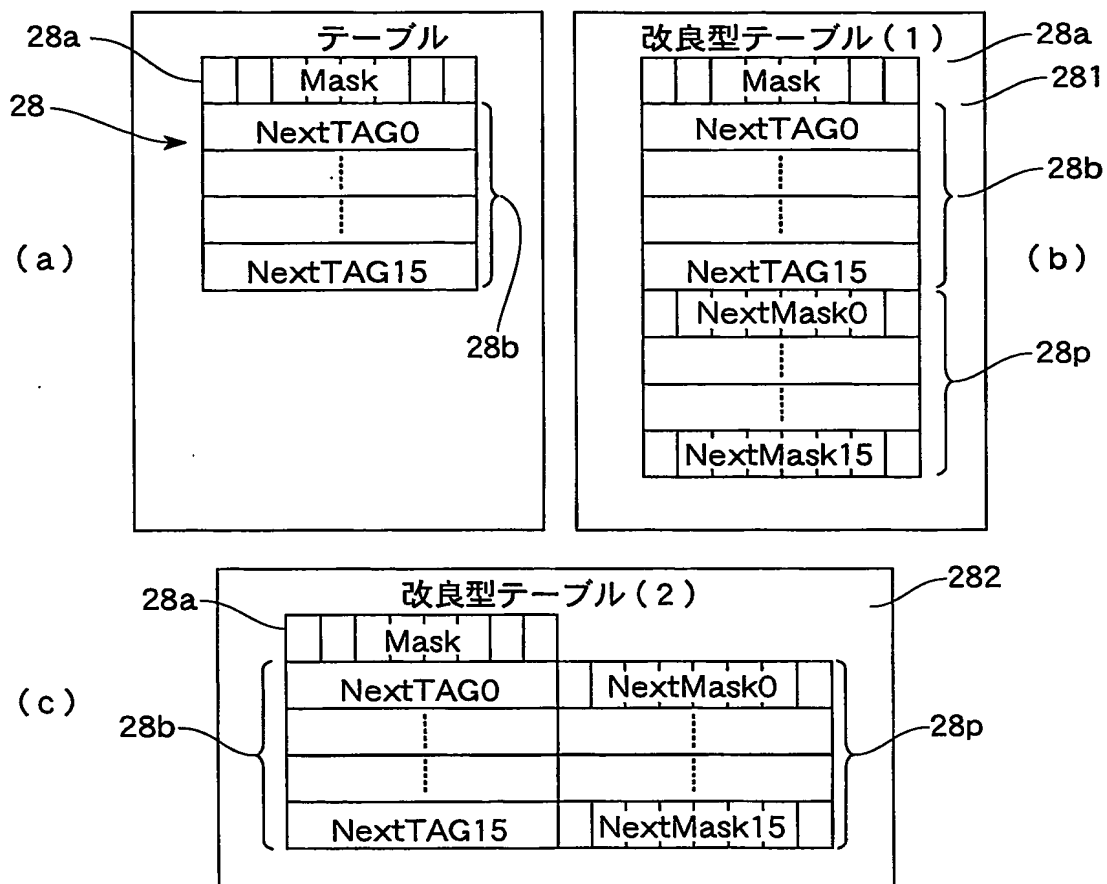 (a)
テーブル
28a
28
Mask
NextTAG0
NextTAG15
28b
(b)
改良型テーブル(1)
28a
281
Mask
NextTAG0
NextTAG15
28b
NextMask0
NextMask15
28p
(c)
改良型テーブル(2)
282
28a
Mask
NextTAG0
NextMask0
28b
28p
NextTAG15
NextMask15